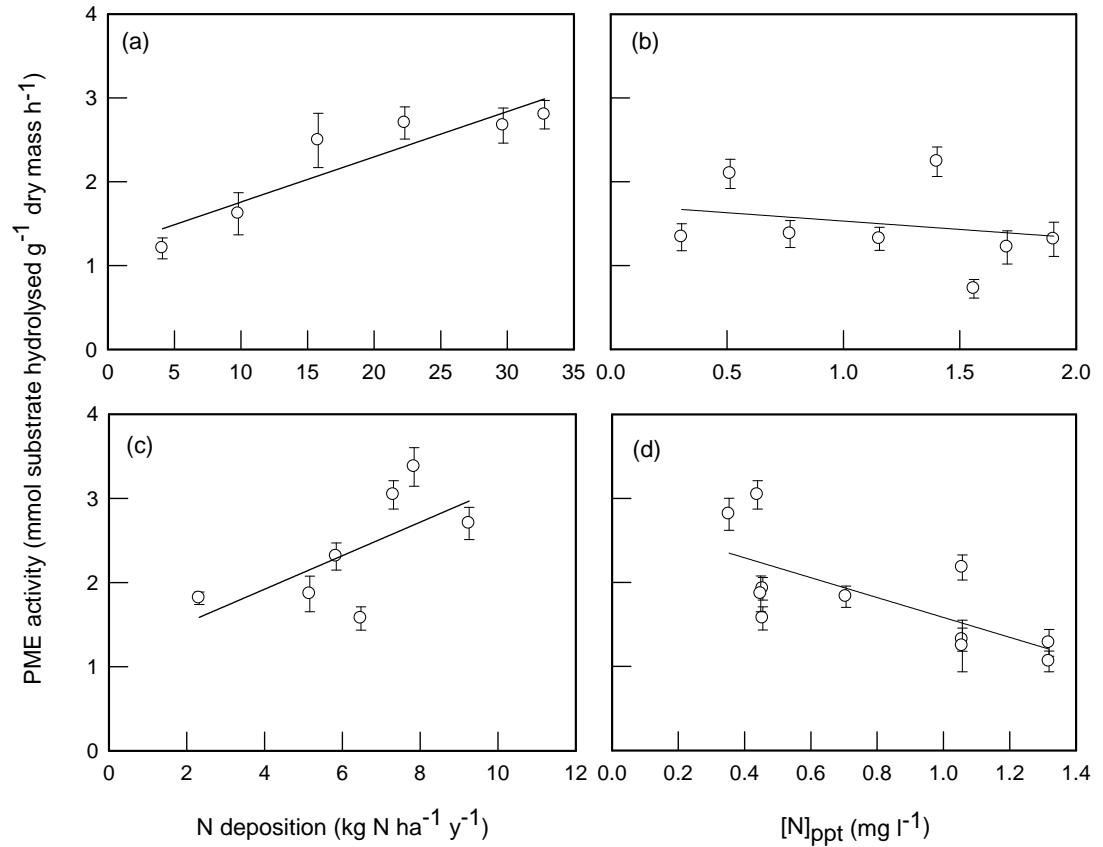 PME activity (mmol substrate hydrolysed g-1 dry mass h-1)
(a)
4
3
2
1
0
0 5 10 15 20 25 30 35
(b)
0.0 0.5 1.0 1.5 2.0
(c)
4
3
2
1
0
0 2 4 6 8 10 12
N deposition (kg N ha-1 y-1)
(d)
0.0 0.2 0.4 0.6 0.8 1.0 1.2 1.4
[N]ppt (mg l-1)